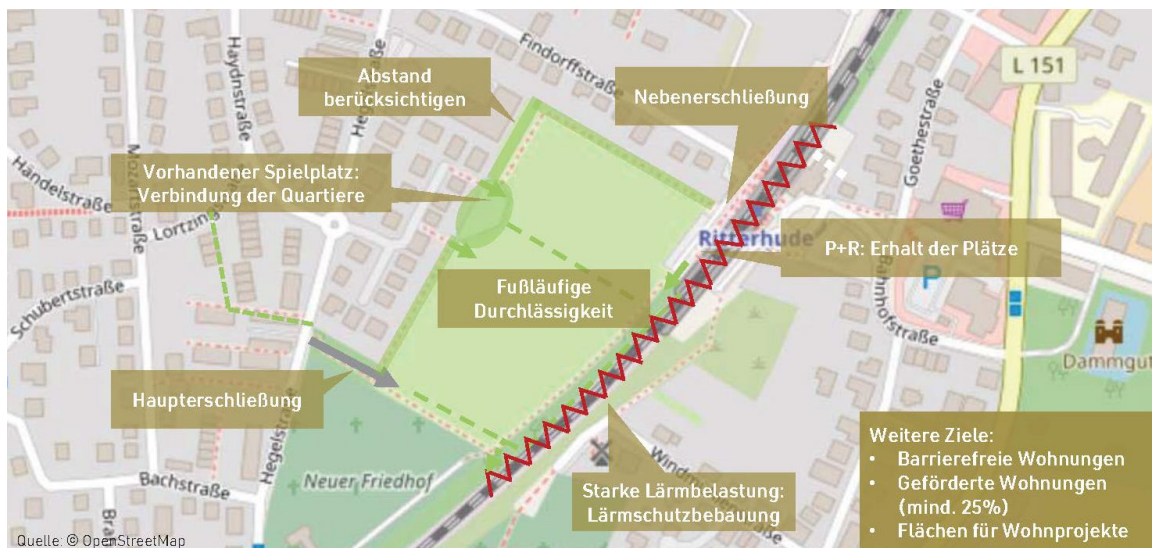 Findorffstraße
Haydnstraße
L 151
Abstand
berücksichtigen
Nebenerschließung
Goethestraße
Mozartstraße
Händelstraße
Vorhandener Spielplatz:
Verbindung der Quartiere
Ritterhude
P+R: Erhalt der Plätze
P
Bahnhofstraße
Schubertstraße
Fußläufige
Durchlässigkeit
Dammgut
Haupterschließung
Hegelstraße
Neuer Friedhof
Bachstraße
Starke Lärmbelastung:
Lärmschutzbebauung
Weitere Ziele:
• Barrierefreie Wohnungen
• Geförderte Wohnungen
(mind. 25%)
• Flächen für Wohnprojekte
Quelle: © OpenStreetMap